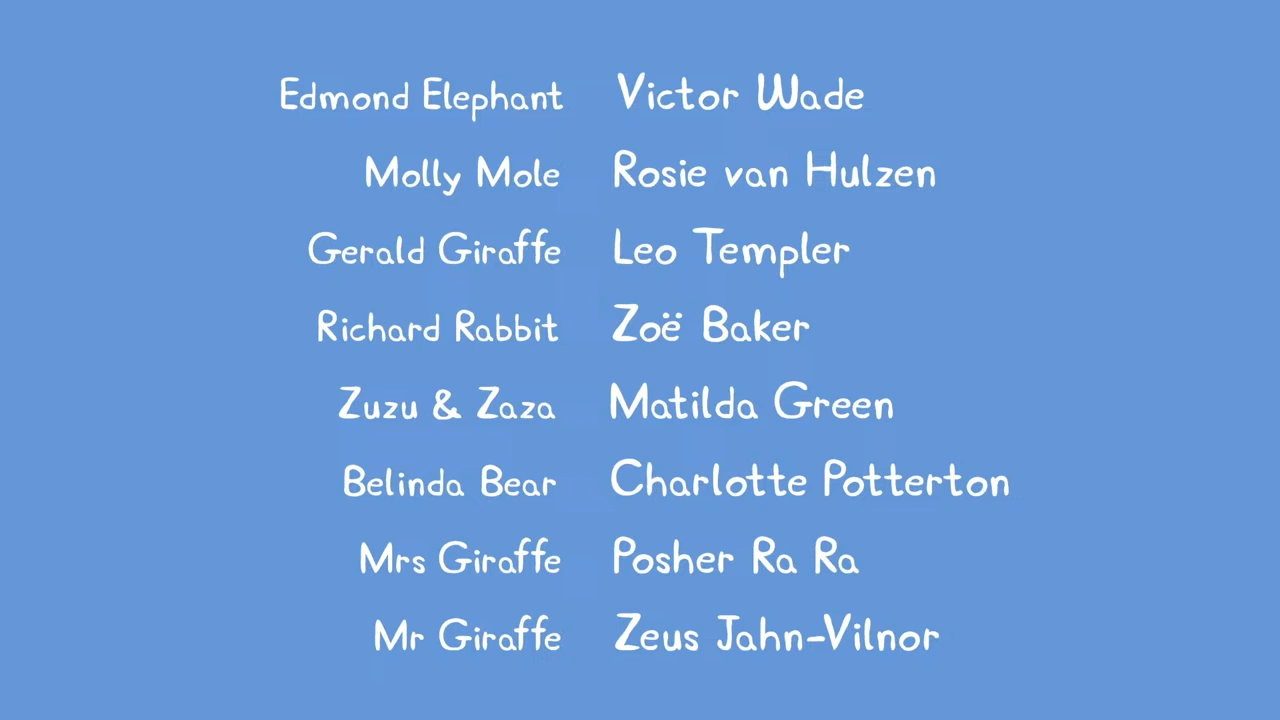 Edmond Elephant Victor Wade
Molly Mole Rosie van Hulzen
Gerald Giraffe Leo Templer
Richard Rabbit Zoë Baker
Zuzu & Zaza Matilda Green
Belinda Bear Charlotte Potterton
Mrs Giraffe Posher Ra Ra
Mr Giraffe Zeus Jahn-Vilnor